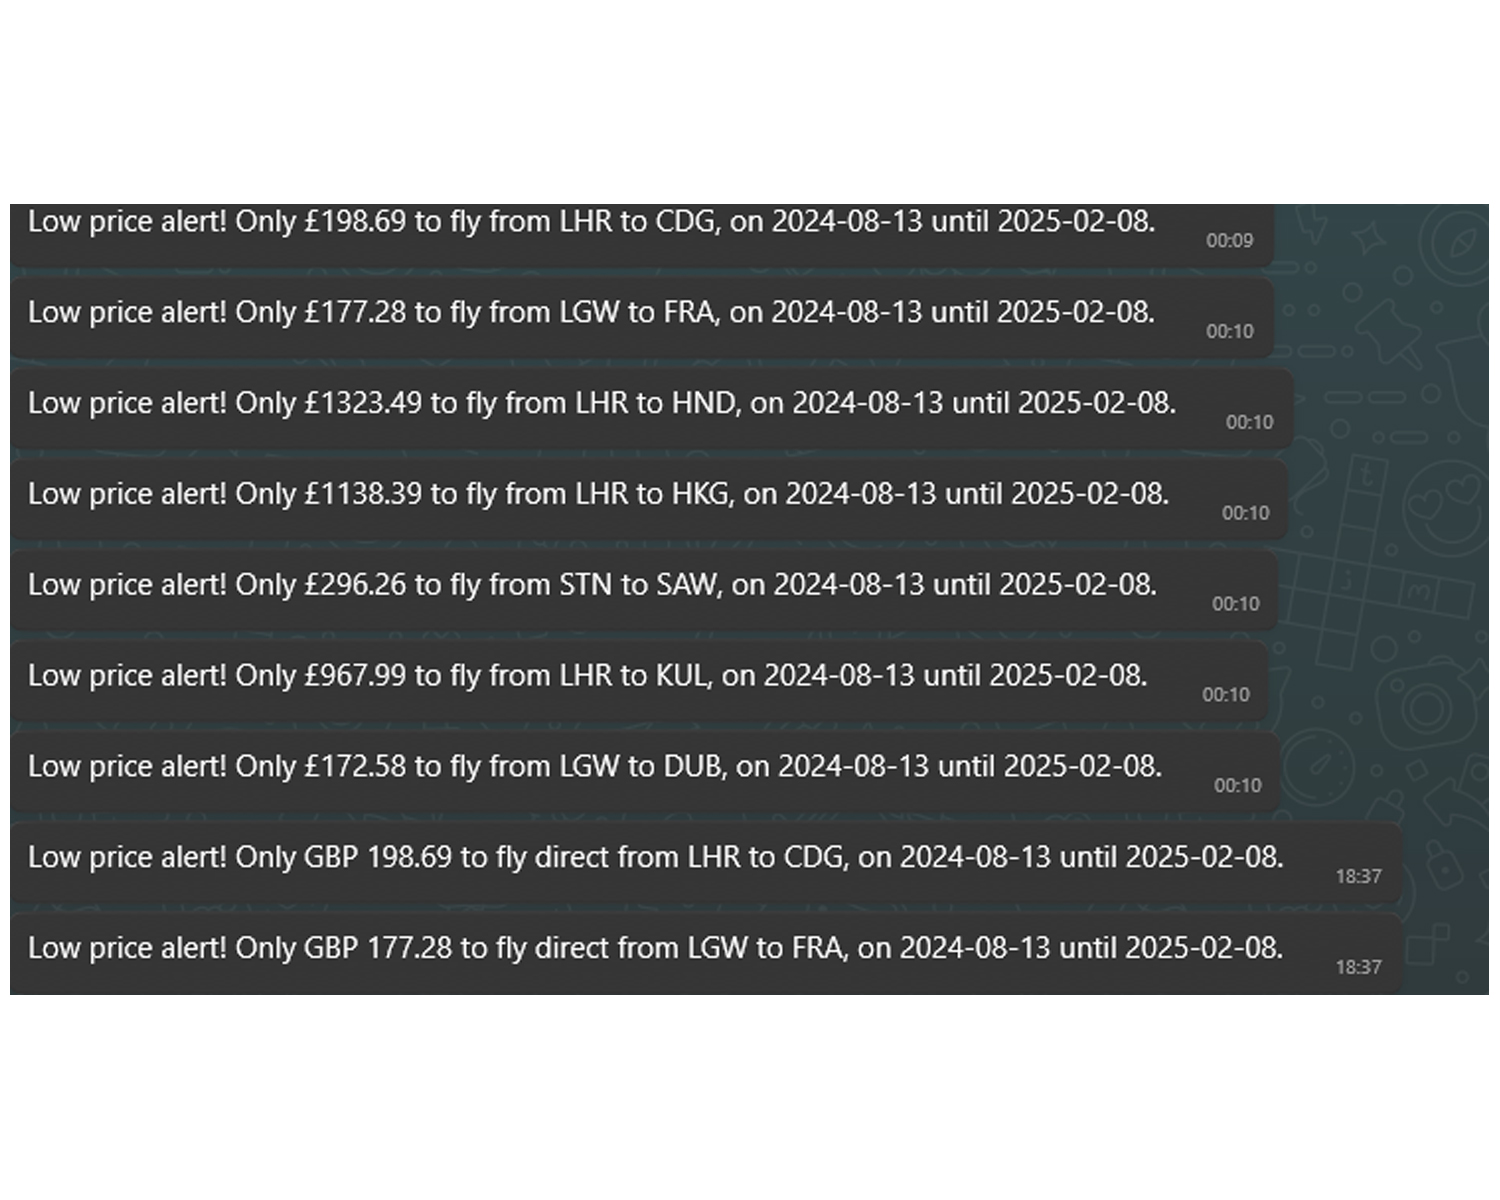 Low price alert! Only £198.69 to fly from LHR to CDG, on 2024-08-13 until 2025-02-08.
00:09
Low price alert! Only £177.28 to fly from LGW to FRA, on 2024-08-13 until 2025-02-08.
00:10
Low price alert! Only £1323.49 to fly from LHR to HND, on 2024-08-13 until 2025-02-08.
00:10
Low price alert! Only £1138.39 to fly from LHR to HKG, on 2024-08-13 until 2025-02-08.
00:10
Low price alert! Only £296.26 to fly from STN to SAW, on 2024-08-13 until 2025-02-08.
00:10
Low price alert! Only £967.99 to fly from LHR to KUL, on 2024-08-13 until 2025-02-08.
00:10
Low price alert! Only £172.58 to fly from LGW to DUB, on 2024-08-13 until 2025-02-08.
00:10
Low price alert! Only GBP 198.69 to fly direct from LHR to CDG, on 2024-08-13 until 2025-02-08.
18:37
Low price alert! Only GBP 177.28 to fly direct from LGW to FRA, on 2024-08-13 until 2025-02-08.
18:37